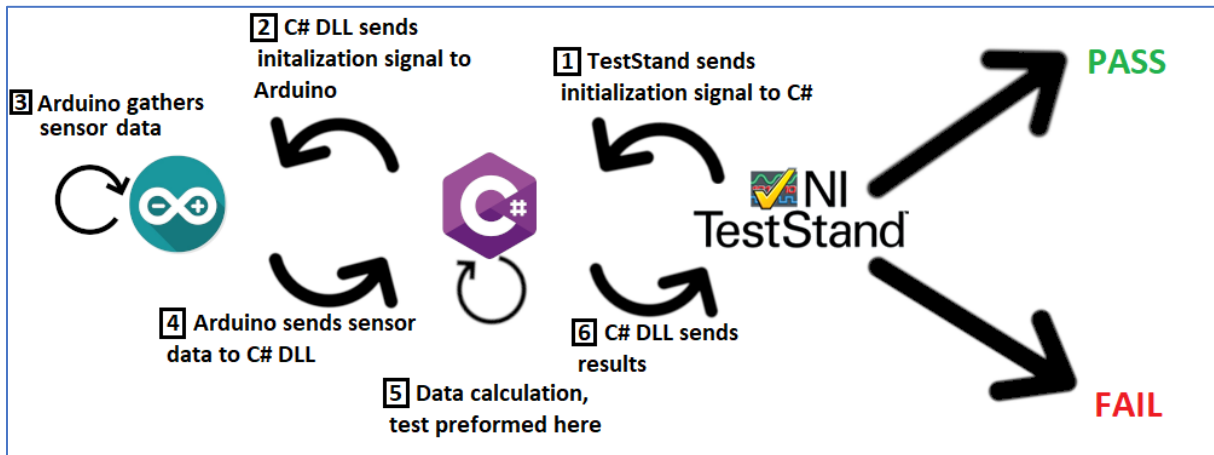 1 TestStand sends
initialization signal to C#
2 C# DLL sends
initalization signal to
Arduino
3 Arduino gathers
sensor data
4 Arduino sends sensor
data to C# DLL
5 Data calculation,
test preformed here
6 C# DLL sends
results
C#
NI
TestStand
PASS
FAIL